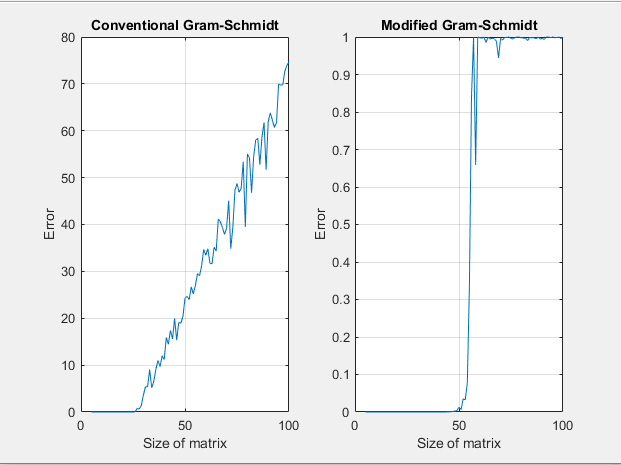 Conventional Gram-Schmidt
80
70
60
50
40
30
20
10
0
0 50 100
Error
Size of matrix
Modified Gram-Schmidt
1
0.9
0.8
0.7
0.6
0.5
0.4
0.3
0.2
0.1
0
0 50 100
Error
Size of matrix